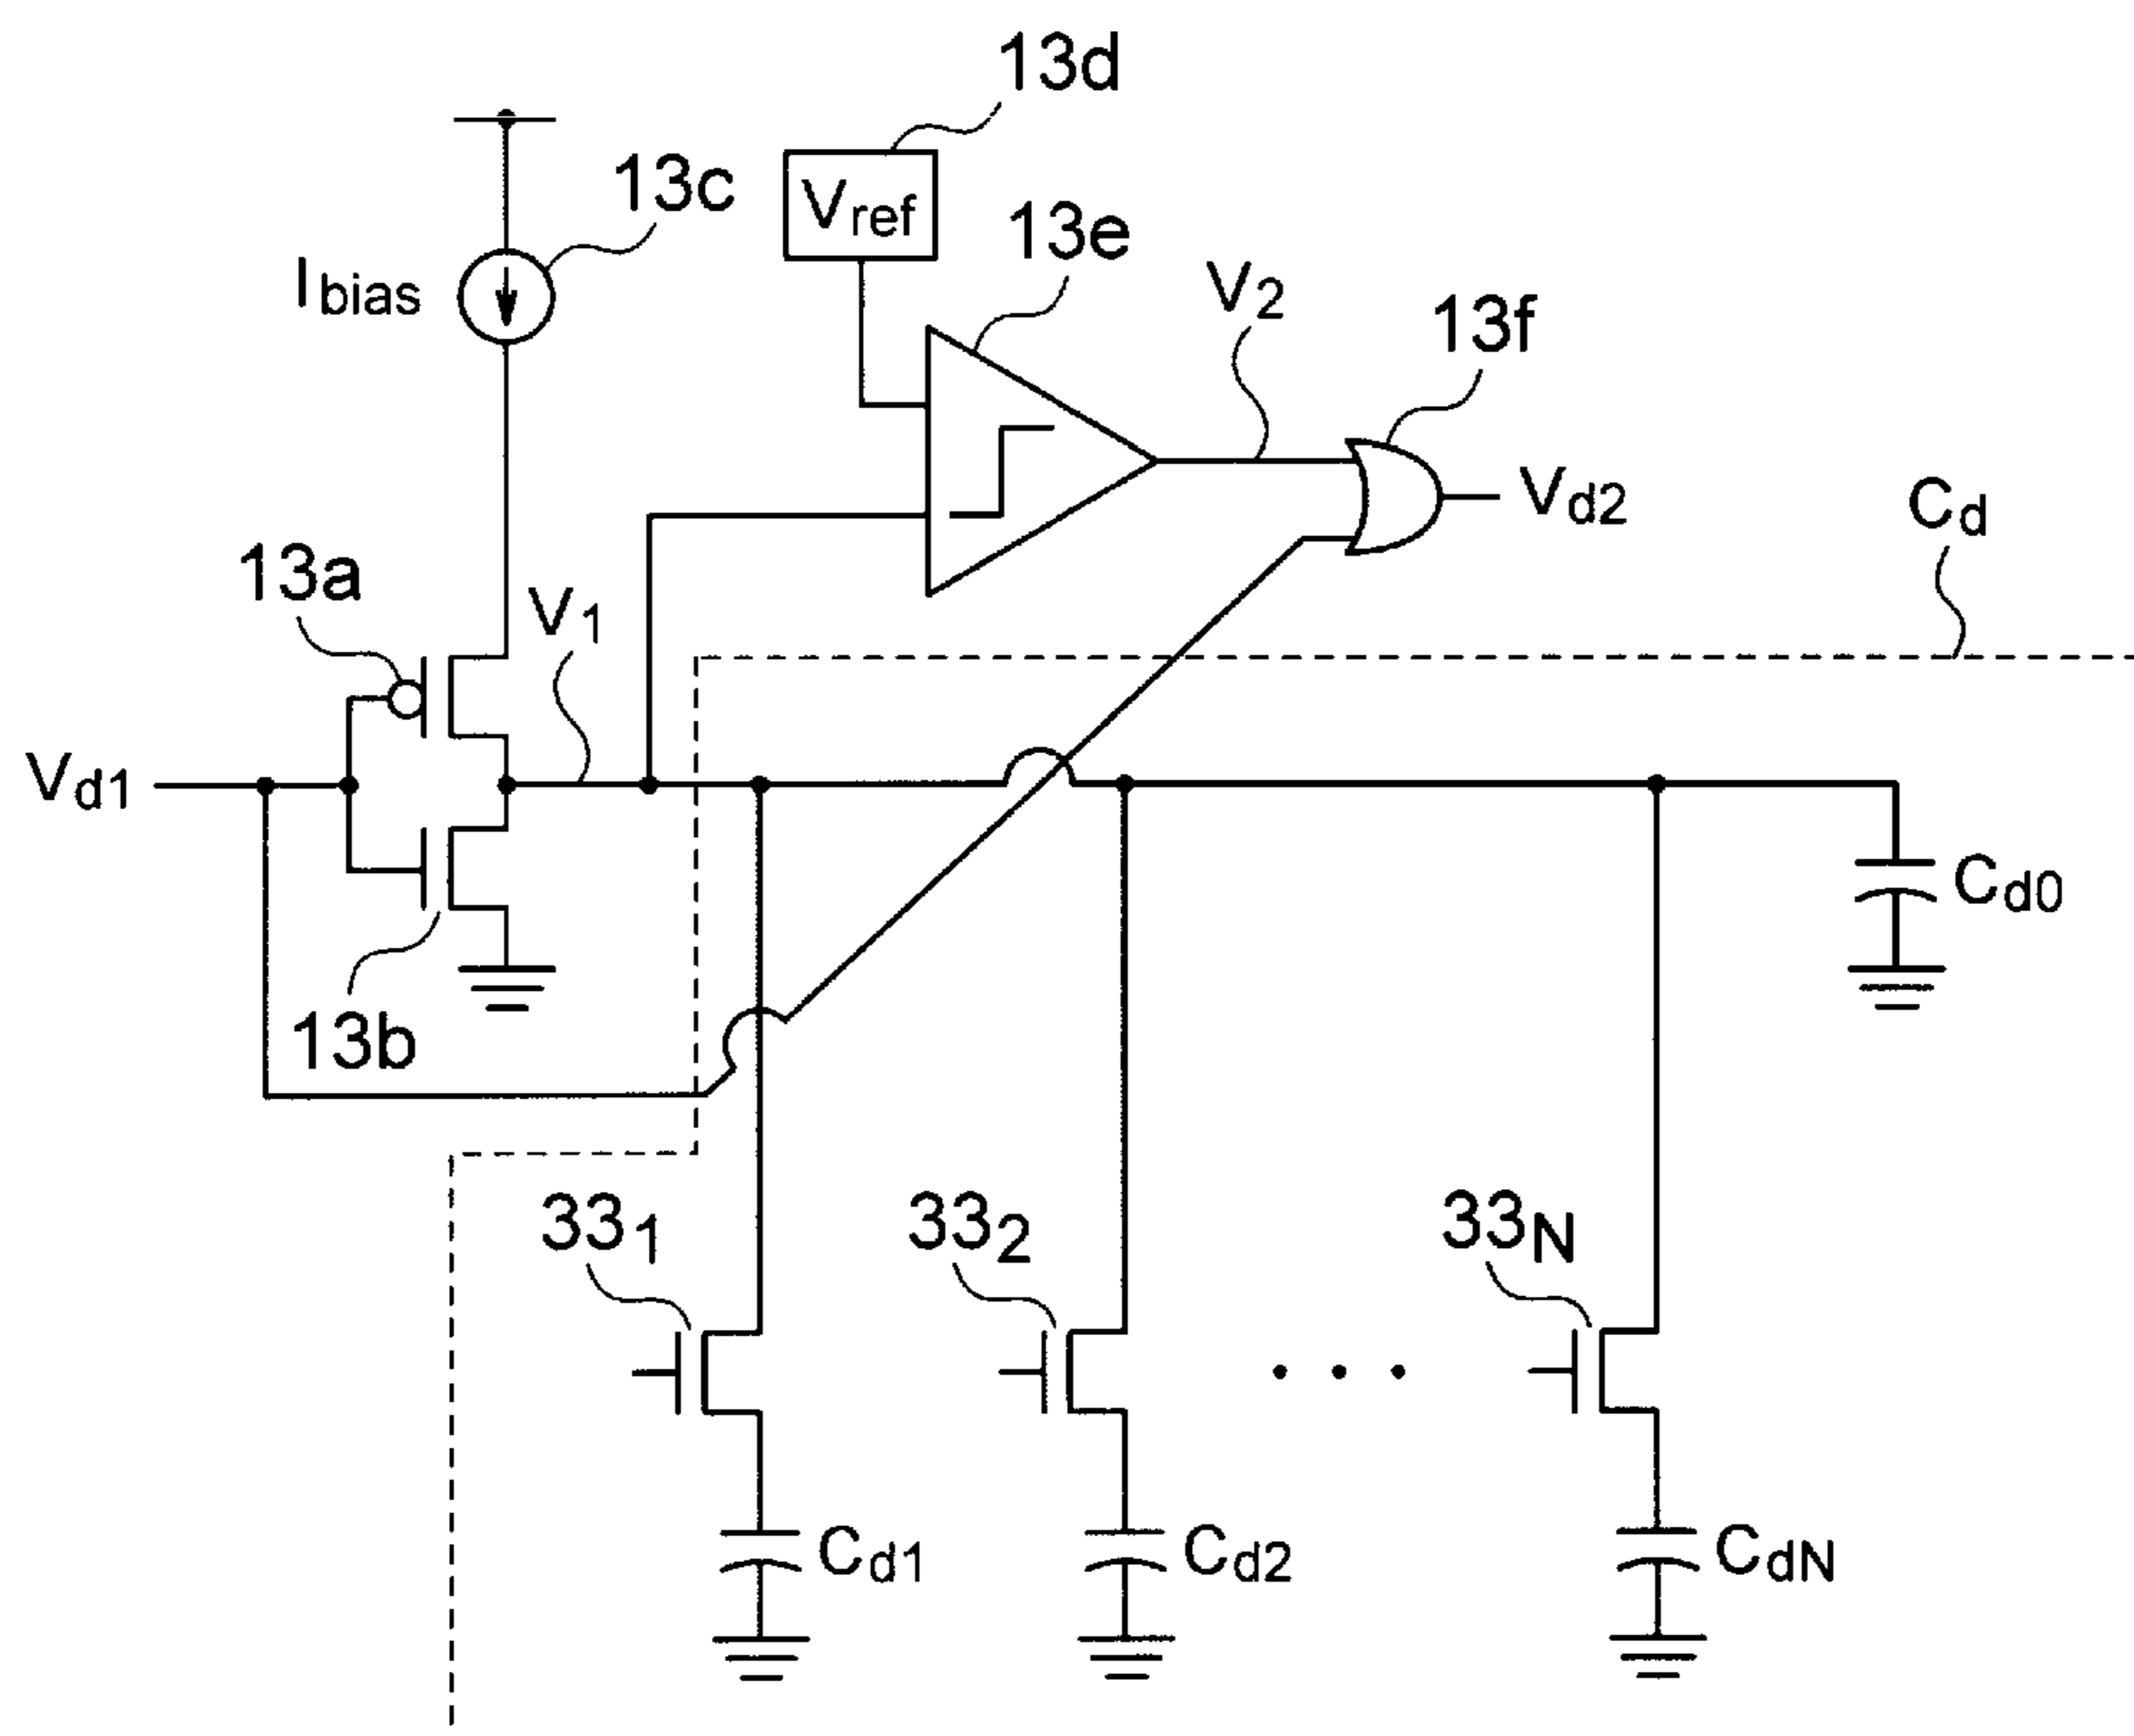 13d
13c
Vref
13e
Ibias
V2
13f
Vd2
Cd
13a
V1
Vd1
Cd0
13b
331
332
33N
Cd1
Cd2
CdN